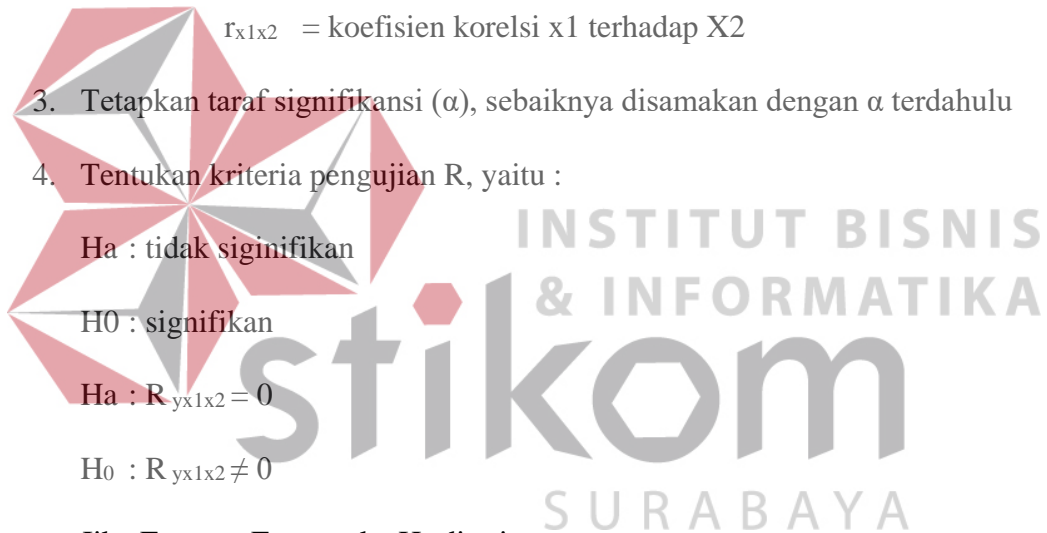 r x1x2 = koefisien korelsi x1 terhadap X2
3. Tetapkan taraf signifikansi (α), sebaiknya disamakan dengan α terdahulu
4. Tentukan kriteria pengujian R, yaitu :
INSTITUT BISNIS
Ha : tidak siginifikan
& INFORMATIKA
H0 : signifikan
stikom
Ha : R yx1x2 = 0
H0 : R yx1x2 ≠ 0
SURABAYA